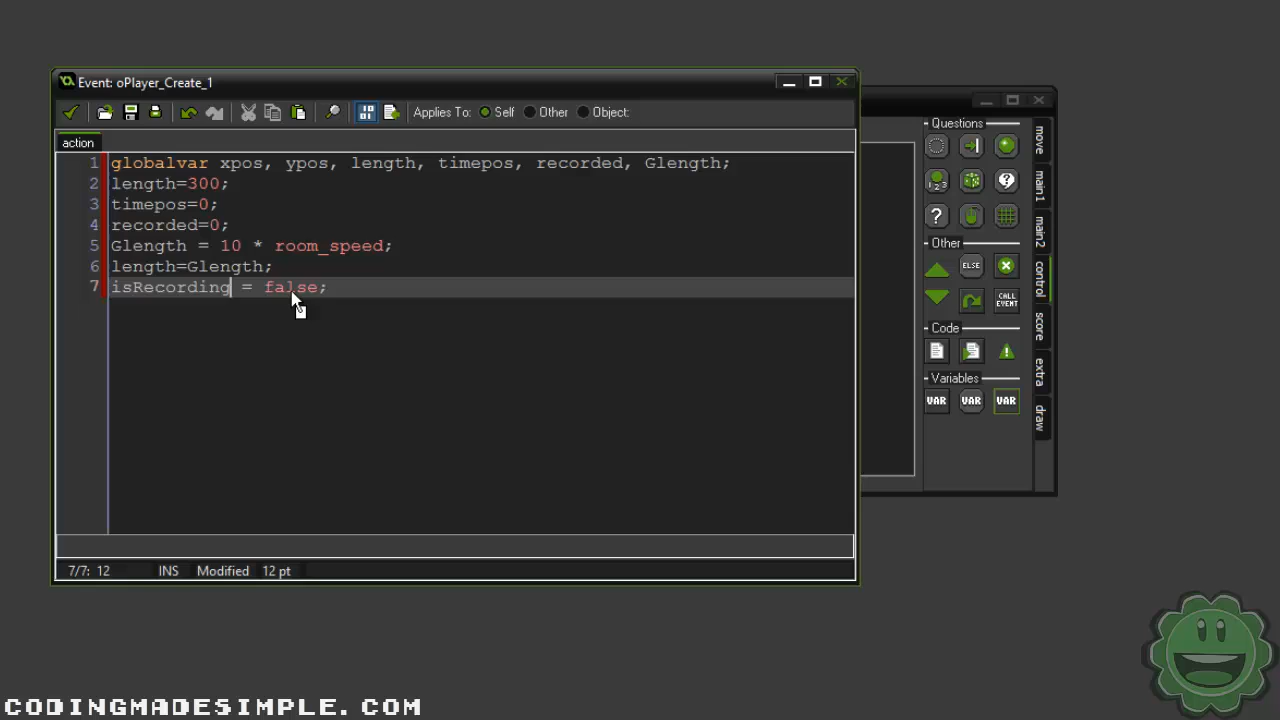 Event: oPlayer_Create_1
Applies To: Self Other Object:
action
1 globalvar xpos, ypos, length, timepos, recorded, Glength;
2 length=300;
3 timepos=0;
4 recorded=0;
5 Glength = 10 * room_speed;
6 length=Glength;
7 isRecording = false;
7/7: 12 INS Modified 12 pt
Questions
Other
ELSE
CALL EVENT
Code
Variables
VAR VAR VAR
move
main1
main2
control
score
extra
draw
CODINGMADESIMPLE. COM